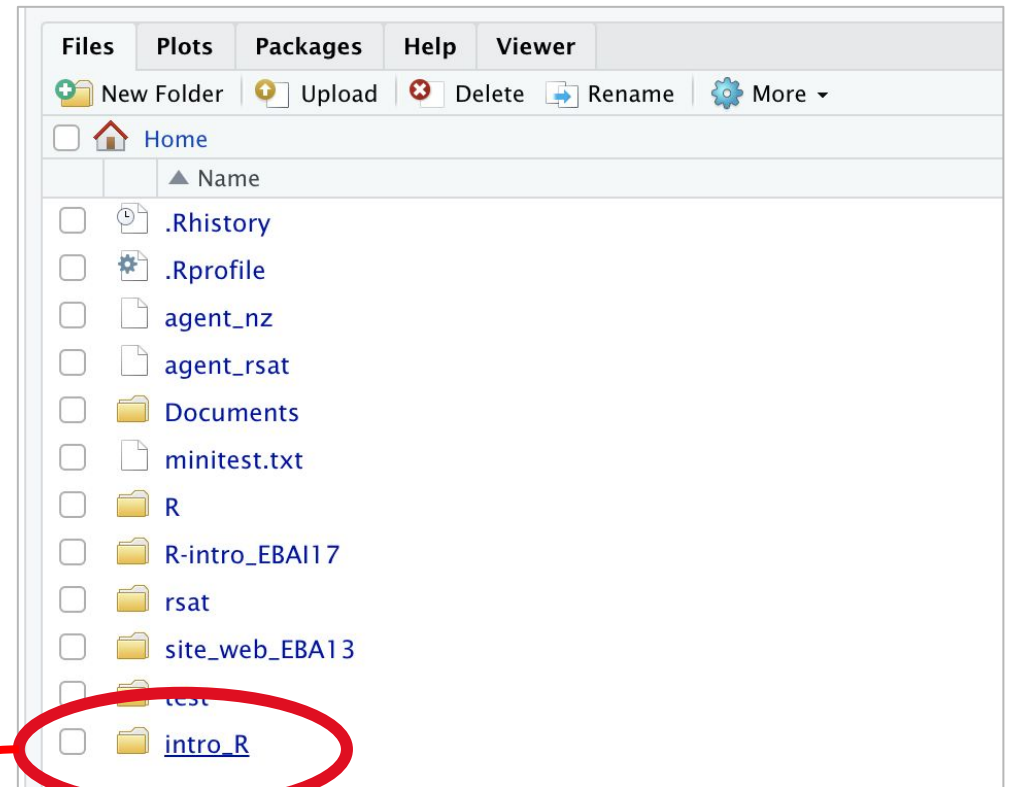 Files Plots Packages Help Viewer
New Folder Upload Delete Rename More
Home
Name
.Rhistory
.Rprofile
agent_nz
agent_rsat
Documents
minitest.txt
R
R-intro_EBAI17
rsat
site_web_EBA13
test
intro_R